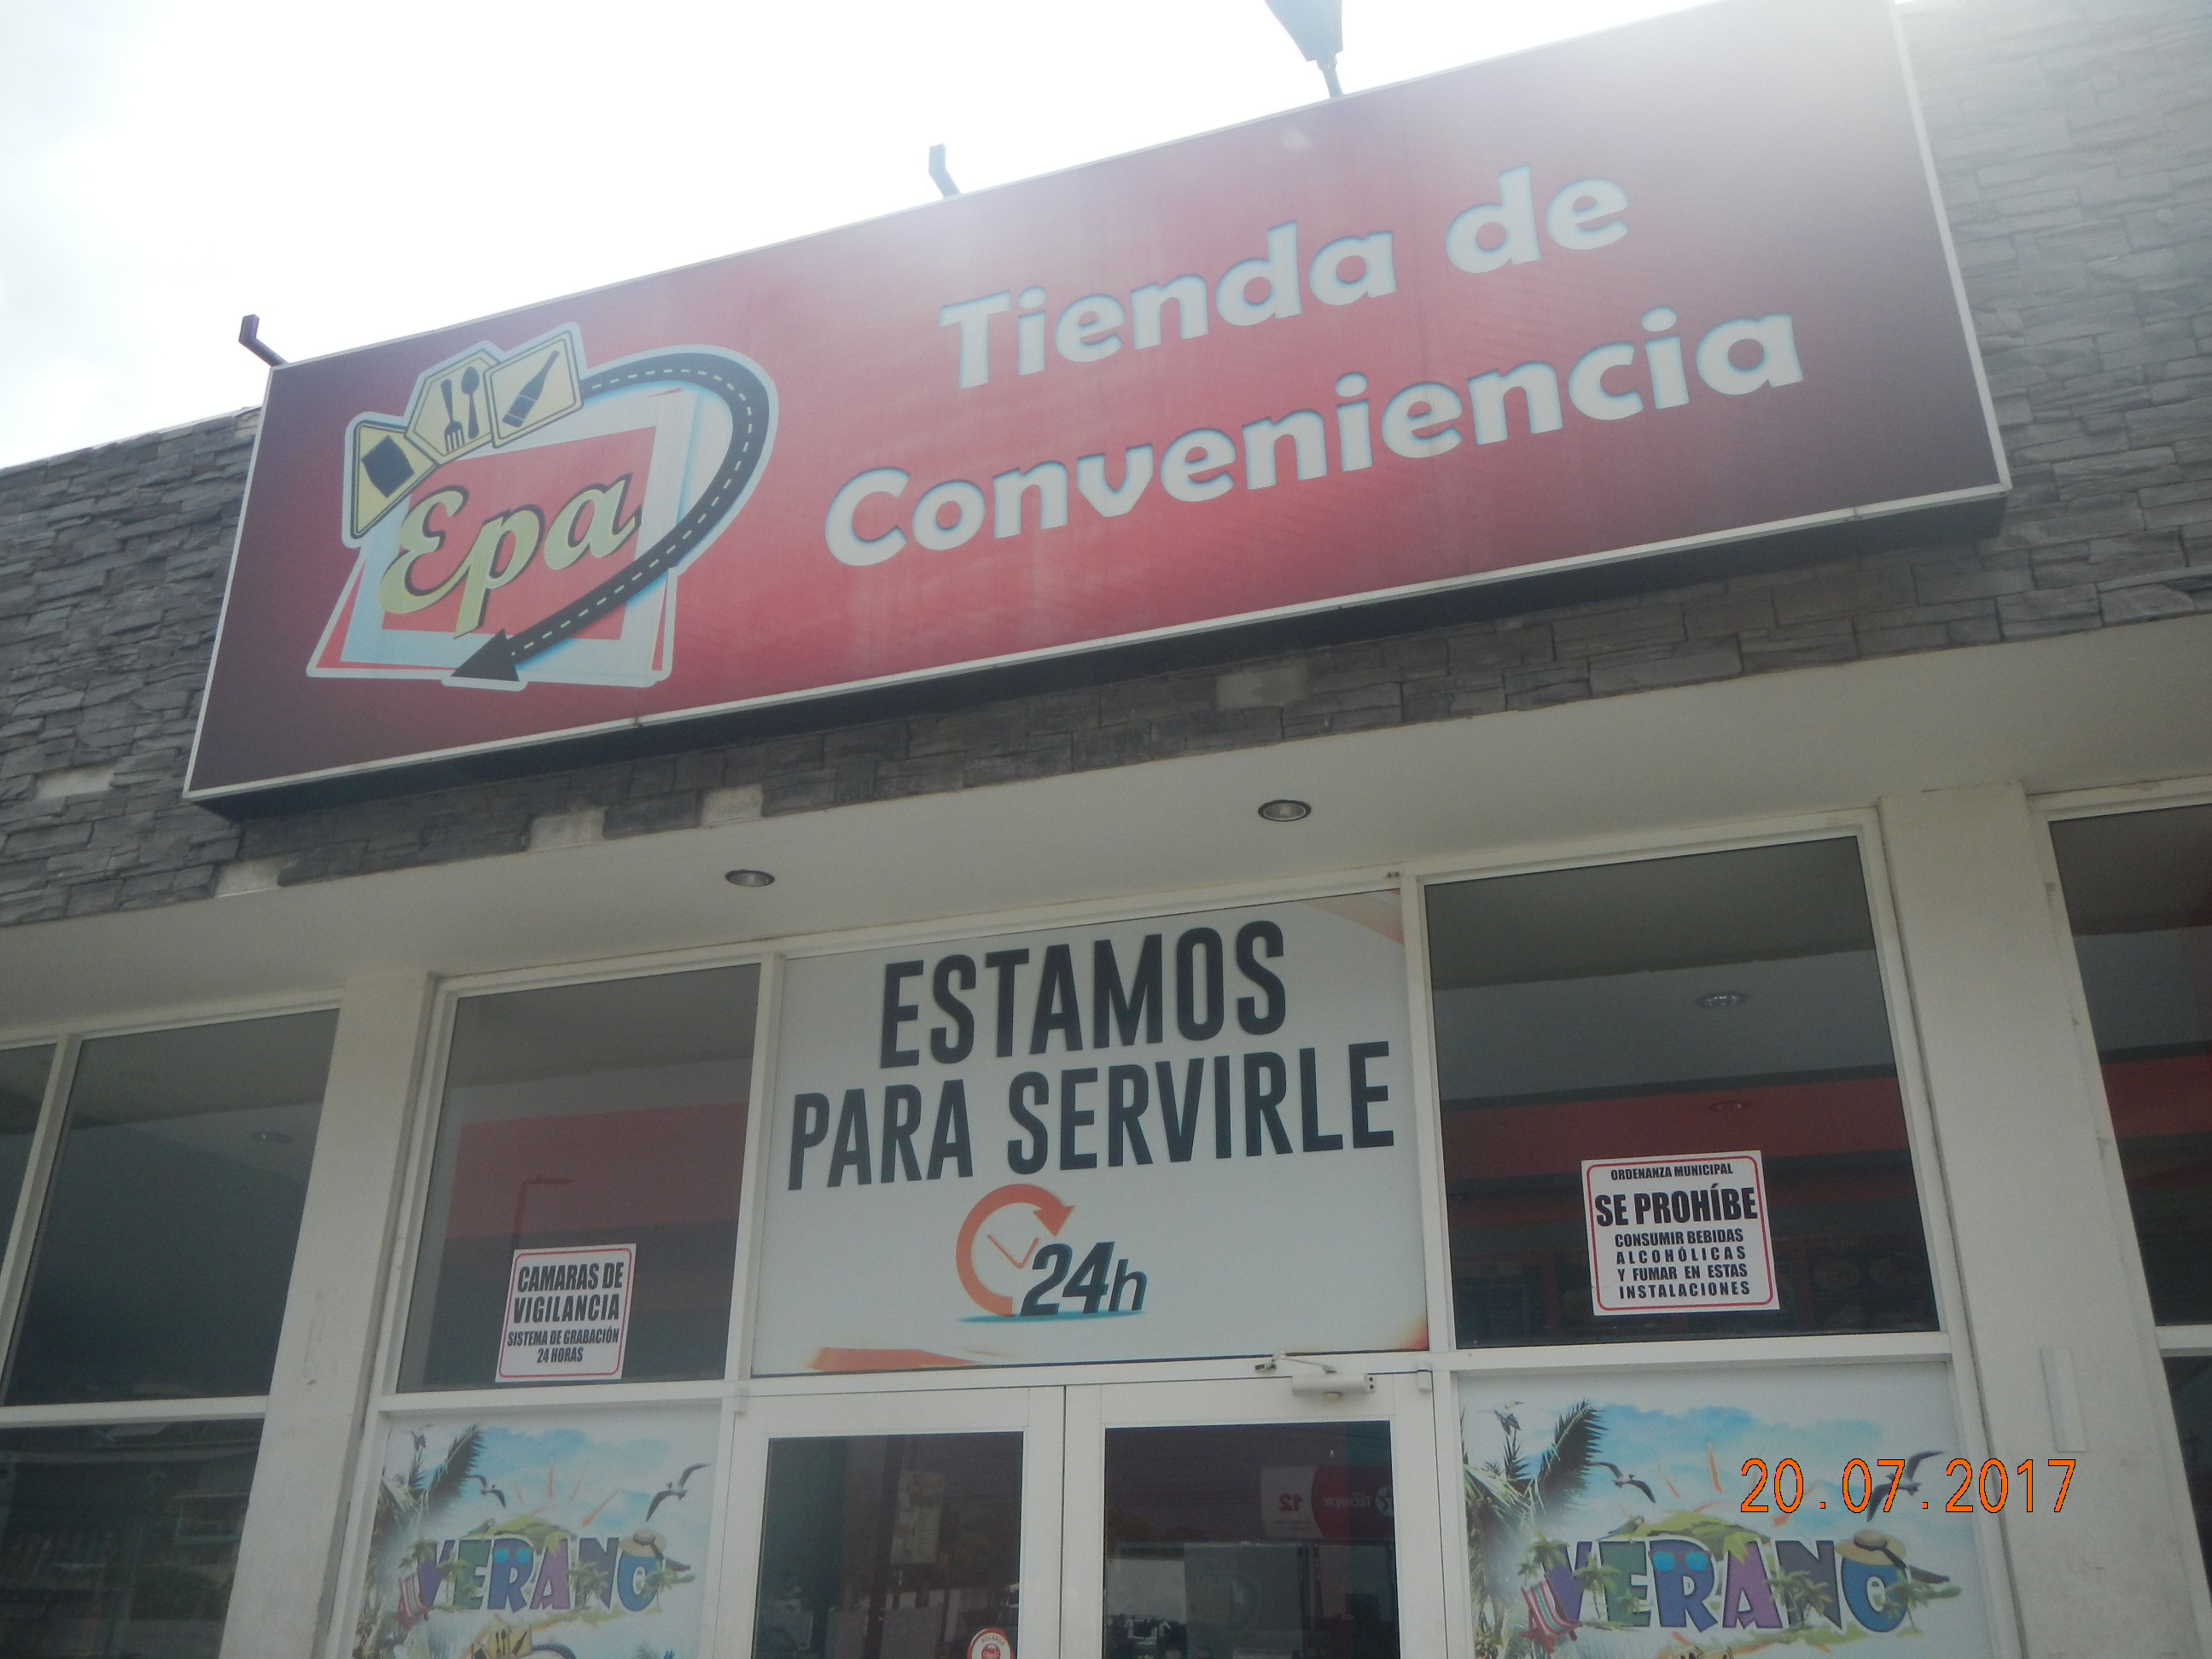 Epa
Tienda de
Conveniencia
ESTAMOS
PARA SERVIRLE
24h
CAMARAS DE
VIGILANCIA
SISTEMA DE GRABACIÓN
24 HORAS
ORDENANZA MUNICIPAL
SE PROHÍBE
CONSUMIR BEBIDAS
ALCOHÓLICAS
Y FUMAR EN ESTAS
INSTALACIONES
VERANO
VERANO
20.07.2017